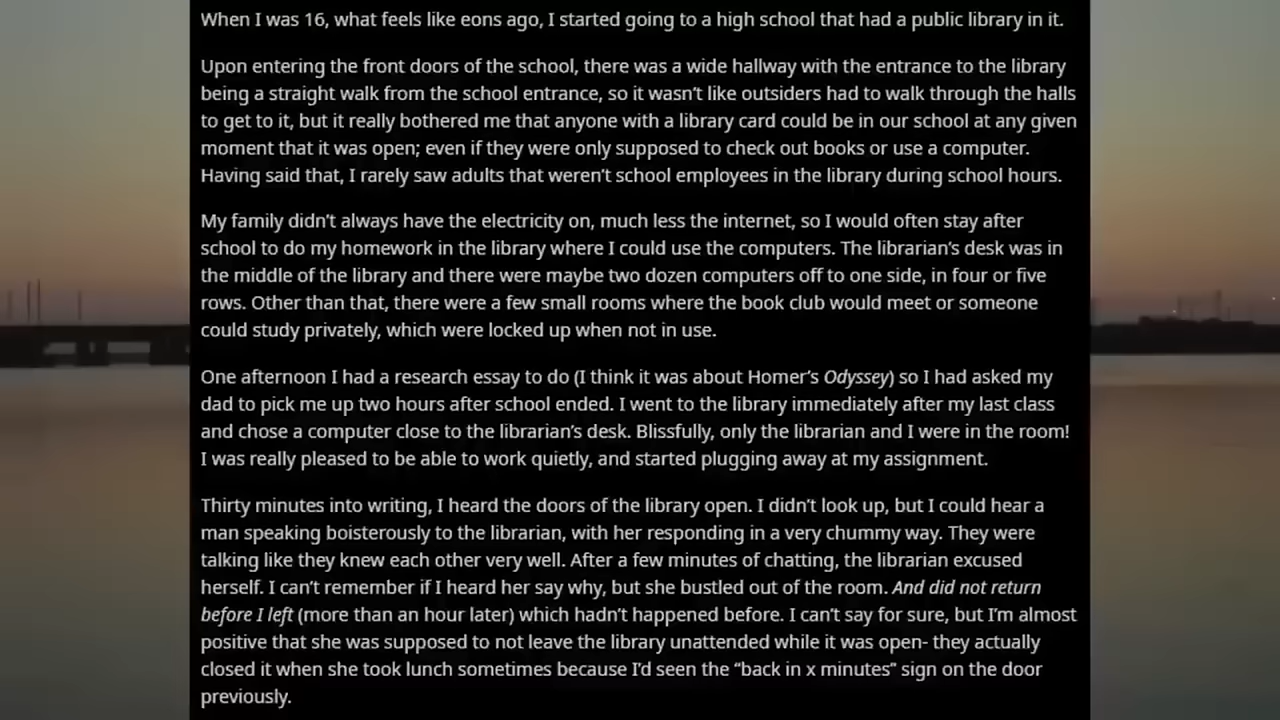 When I was 16, what feels like eons ago, I started going to a high school that had a public library in it.
Upon entering the front doors of the school, there was a wide hallway with the entrance to the library
being a straight walk from the school entrance, so it wasn't like outsiders had to walk through the halls
to get to it, but it really bothered me that anyone with a library card could be in our school at any given
moment that it was open; even if they were only supposed to check out books or use a computer.
Having said that, I rarely saw adults that weren't school employees in the library during school hours.
My family didn't always have the electricity on, much less the internet, so I would often stay after
school to do my homework in the library where I could use the computers. The librarian's desk was in
the middle of the library and there were maybe two dozen computers off to one side, in four or five
rows. Other than that, there were a few small rooms where the book club would meet or someone
could study privately, which were locked up when not in use.
One afternoon I had a research essay to do (I think it was about Homer's Odyssey) so I had asked my
dad to pick me up two hours after school ended. I went to the library immediately after my last class
and chose a computer close to the librarian's desk. Blissfully, only the librarian and I were in the room!
I was really pleased to be able to work quietly, and started plugging away at my assignment.
Thirty minutes into writing, I heard the doors of the library open. I didn't look up, but I could hear a
man speaking boisterously to the librarian, with her responding in a very chummy way. They were
talking like they knew each other very well. After a few minutes of chatting, the librarian excused
herself. I can't remember if I heard her say why, but she bustled out of the room. And did not return
before I left (more than an hour later) which hadn't happened before. I can't say for sure, but I'm almost
positive that she was supposed to not leave the library unattended while it was open- they actually
closed it when she took lunch sometimes because I'd seen the “back in x minutes” sign on the door
previously.